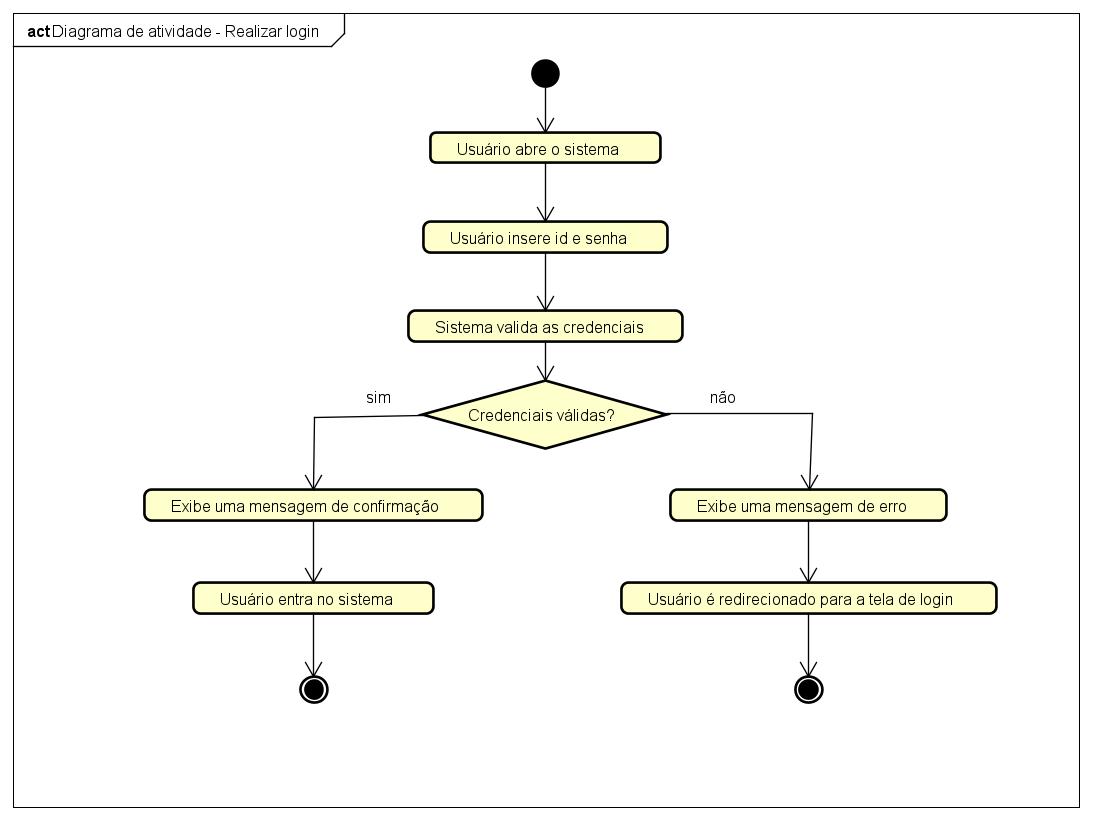 act Diagrama de atividade - Realizar login
Usuário abre o sistema
Usuário insere id e senha
Sistema valida as credenciais
sim
não
Credenciais válidas?
Exibe uma mensagem de confirmação
Exibe uma mensagem de erro
Usuário entra no sistema
Usuário é redirecionado para a tela de login